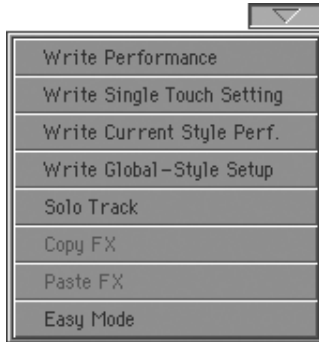 Write Performance
Write Single Touch Setting
Write Current Style Perf.
Write Global-Style Setup
Solo Track
Copy FX
Paste FX
Easy Mode